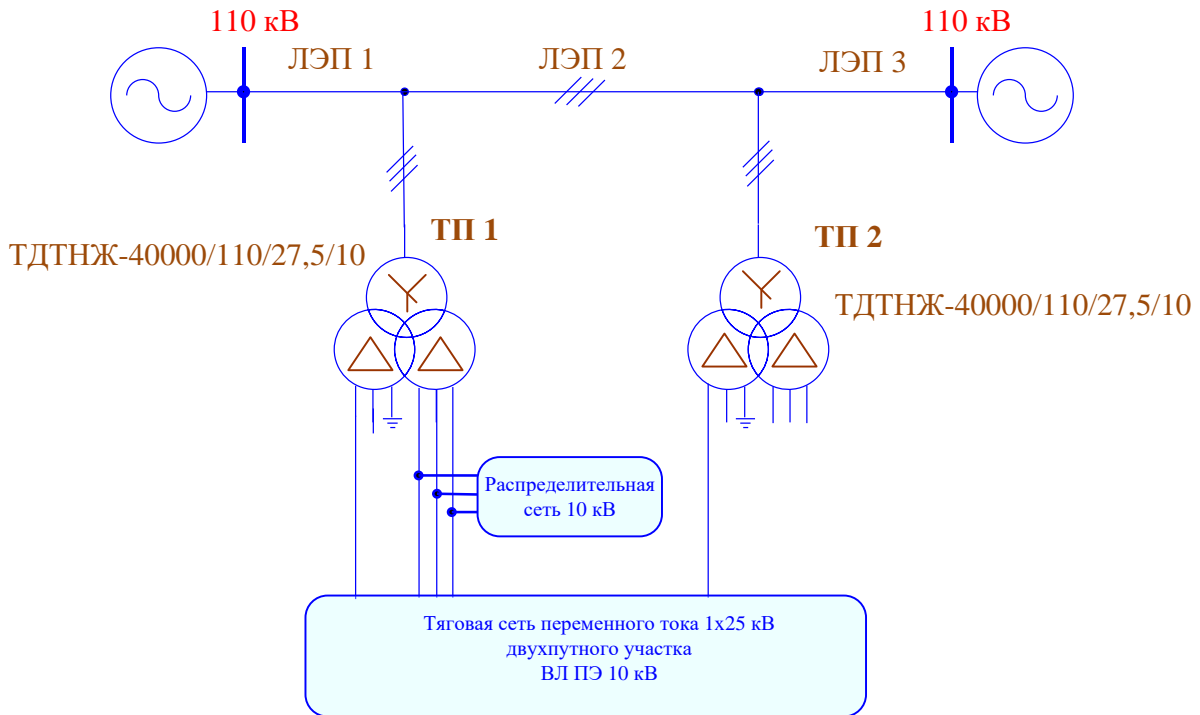 110 кВ
110 кВ
ЛЭП 1
ЛЭП 2
ЛЭП 3
ТП 1
ТП 2
ТДТНЖ-40000/110/27,5/10
ТДТНЖ-40000/110/27,5/10
Распределительная
сеть 10 кВ
Тяговая сеть переменного тока 1х25 кВ
двухпутного участка
ВЛ ПЭ 10 кВ